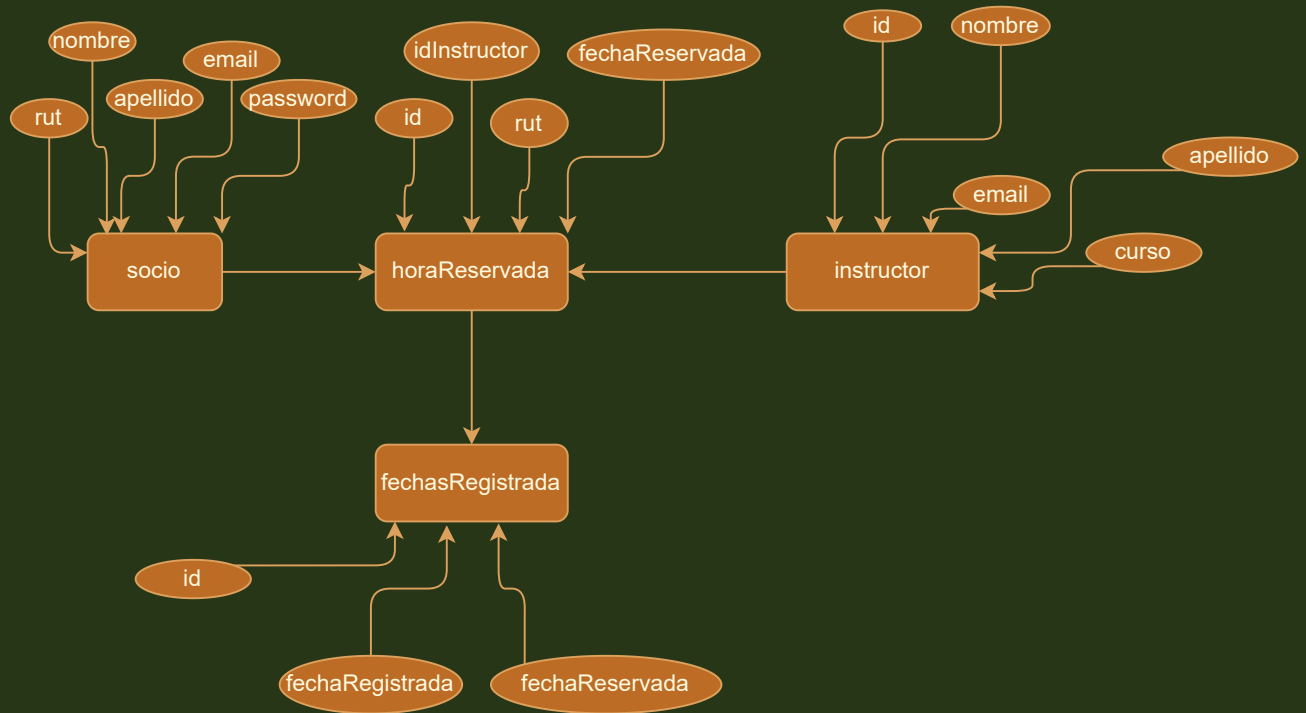 nombre
email
apellido
password
rut
idInstructor
fechaReservada
id
rut
id
nombre
apellido
email
curso
socio
horaReservada
instructor
fechasRegistrada
id
fechaRegistrada
fechaReservada